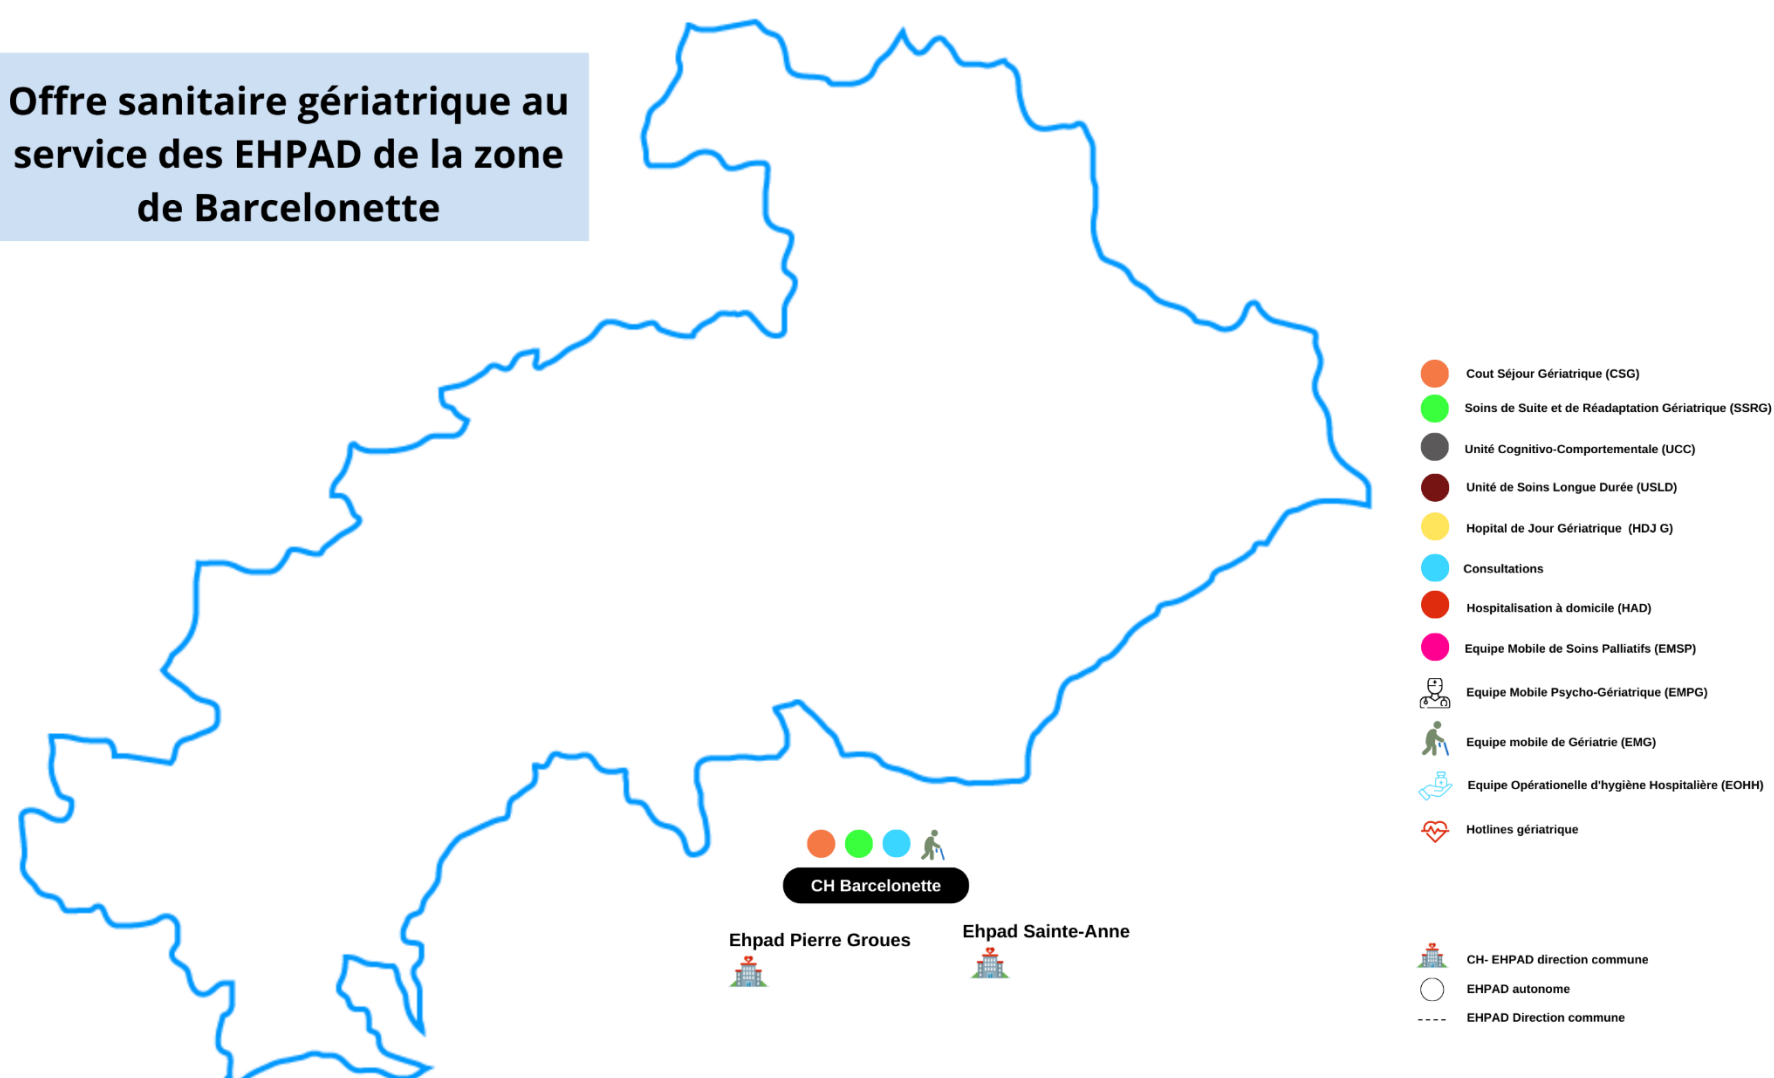 Offre sanitaire gériatrique au
service des EHPAD de la zone
de Barcelonette
Cout Séjour Gériatrique (CSG)
Soins de Suite et de Réadaptation Gériatrique (SSRG)
Unité Cognitivo-Comportementale (UCC)
Unité de Soins Longue Durée (USLD)
Hopital de Jour Gériatrique (HDJ G)
Consultations
Hospitalisation à domicile (HAD)
Equipe Mobile de Soins Palliatifs (EMSP)
Equipe Mobile Psycho-Gériatrique (EMPG)
Equipe mobile de Gériatrie (EMG)
Equipe Opérationelle d'hygiène Hospitalière (EOHH)
Hotlines gériatrique
CH Barcelonette
Ehpad Pierre Groues
Ehpad Sainte-Anne
CH- EHPAD direction commune
EHPAD autonome
EHPAD Direction commune